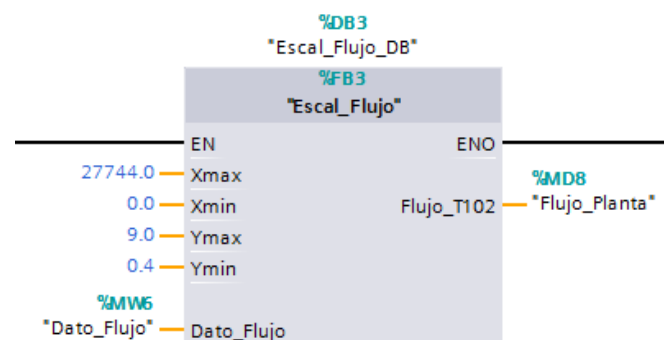 %DB3
"Escal_Flujo_DB"
%FB3
"Escal_Flujo"
EN ENO
27744.0 Xmax
%MD8
0.0 Xmin Flujo_T102 "Flujo_Planta"
9.0 Ymax
0.4 Ymin
%MW6
"Dato_Flujo" Dato_Flujo